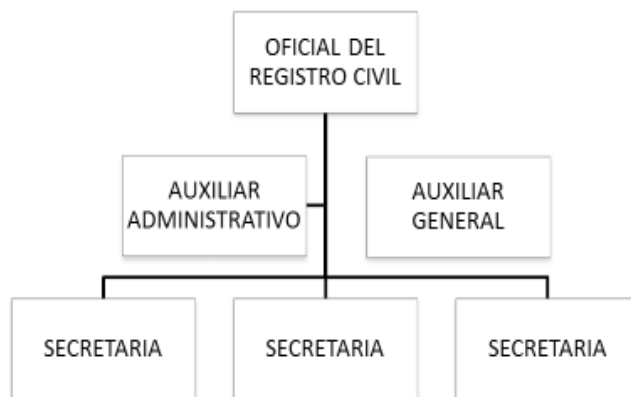 OFICIAL DEL
REGISTRO CIVIL
AUXILIAR
ADMINISTRATIVO
AUXILIAR
GENERAL
SECRETARIA
SECRETARIA
SECRETARIA